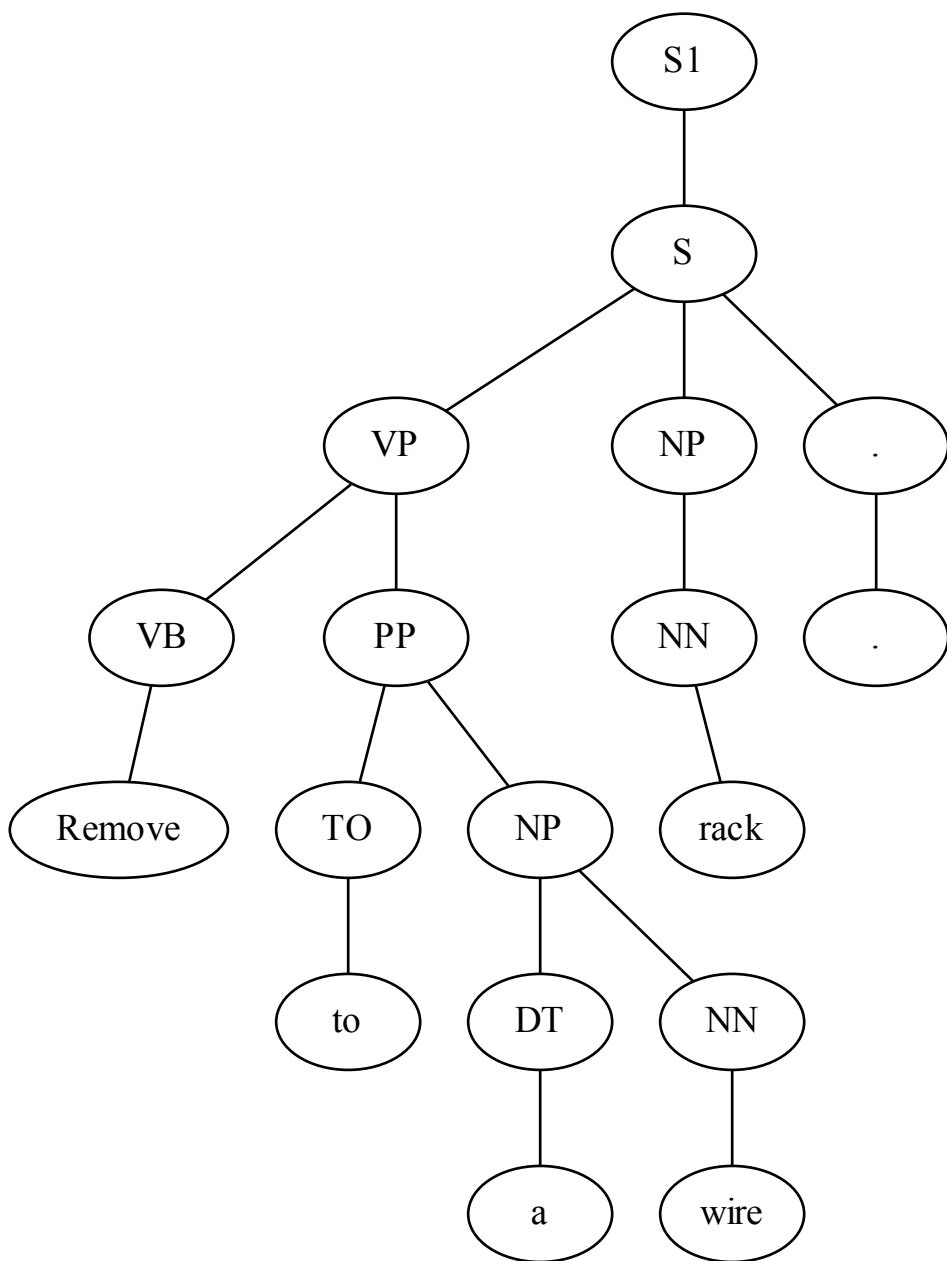 S1
S
VP NP .
VB PP NN .
Remove TO NP rack
to DT NN
a wire